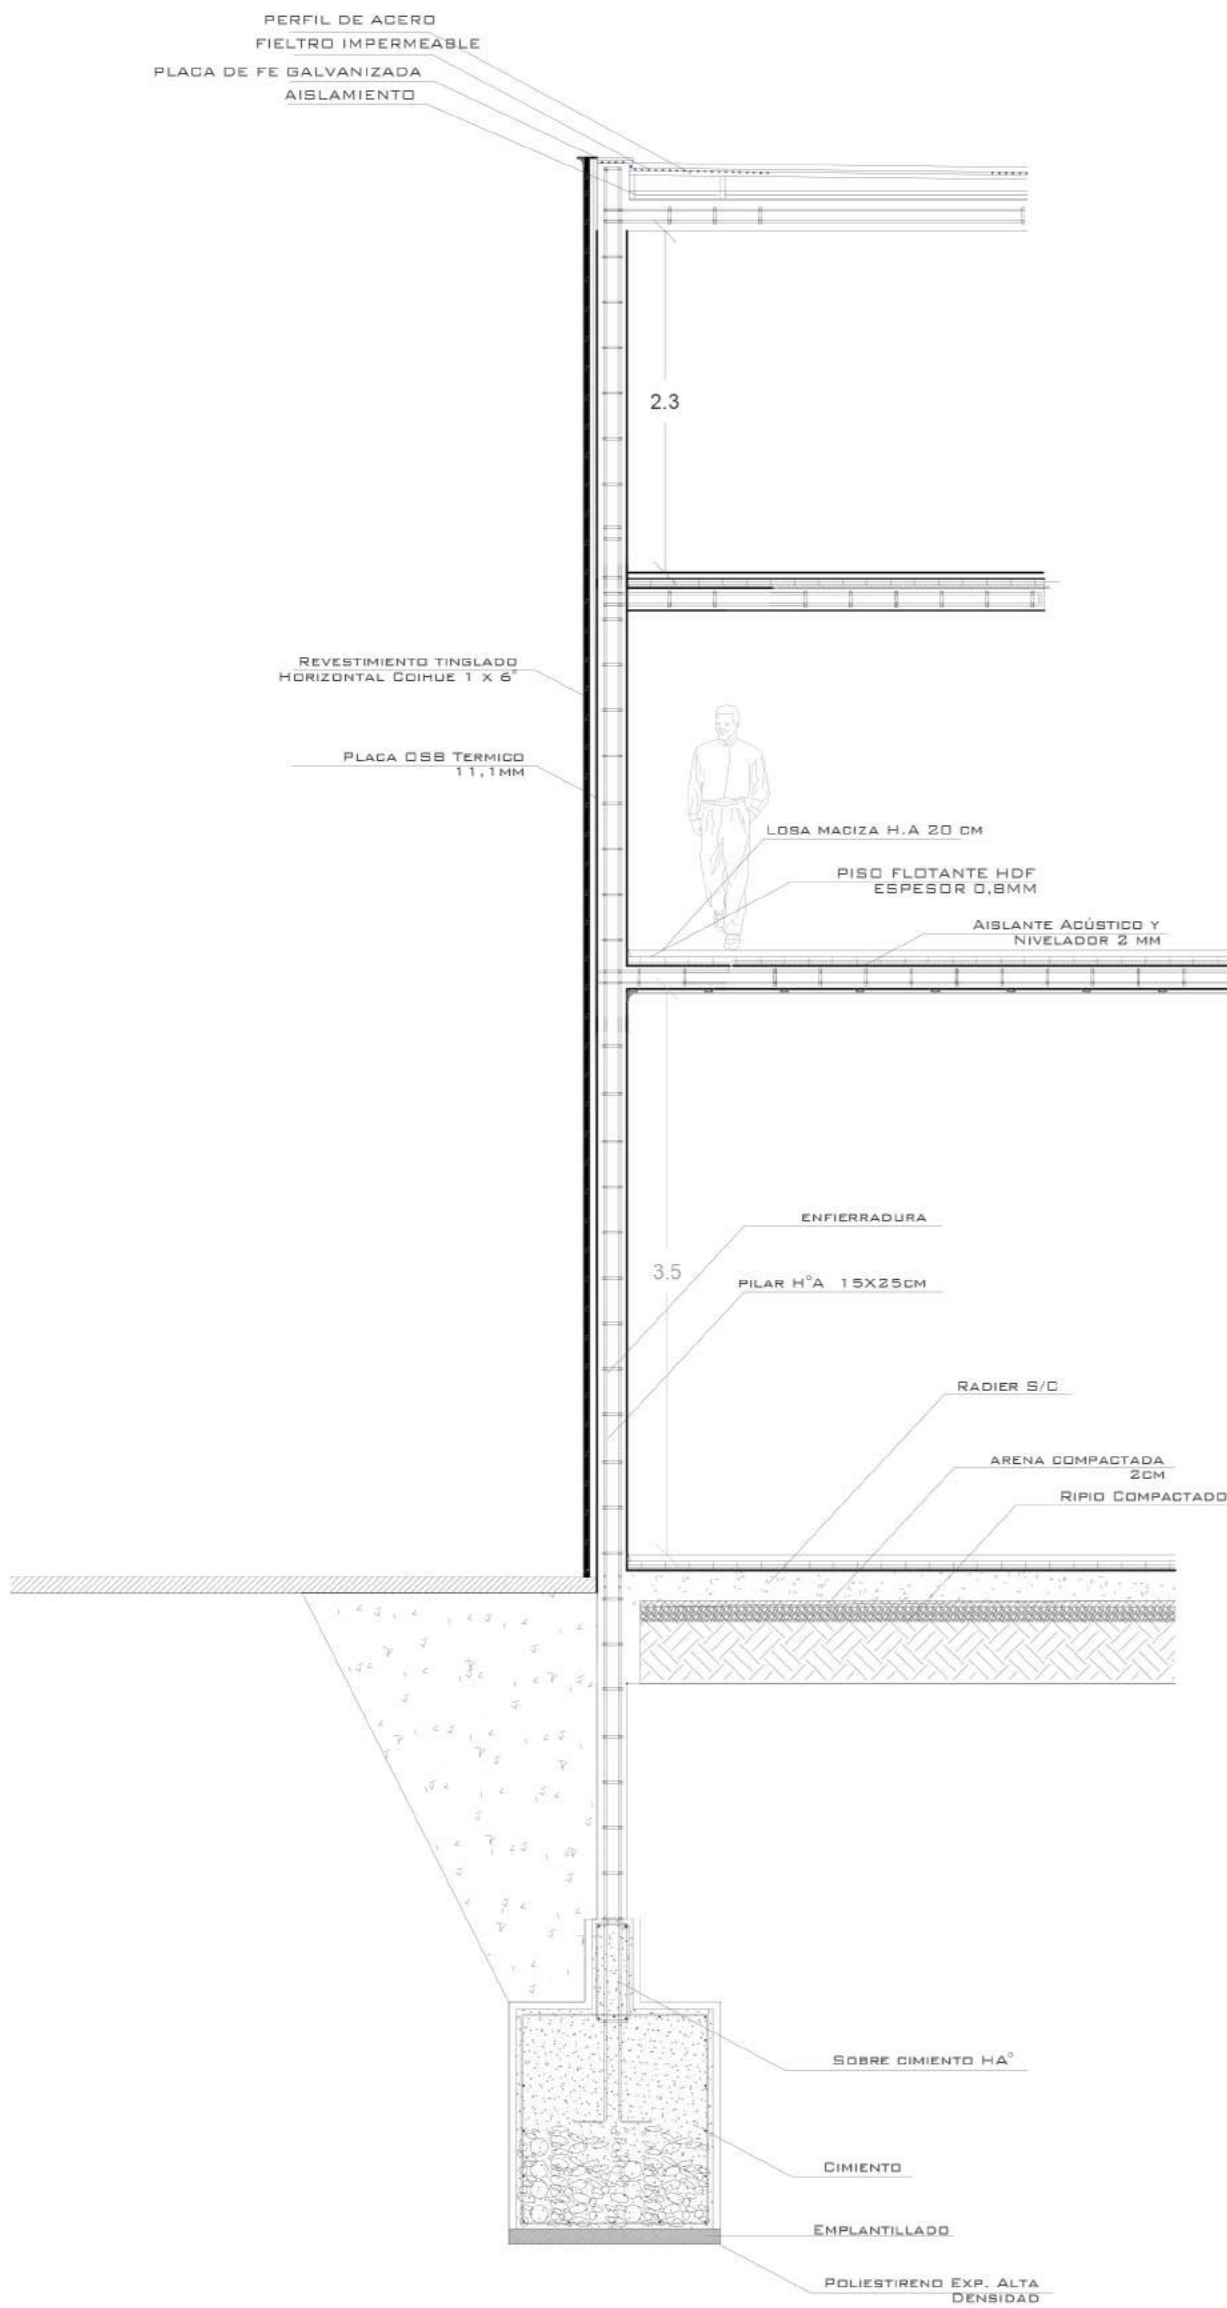 PERFIL DE ACERO
FIELTRO IMPERMEABLE
PLACA DE FE GALVANIZADA
AISLAMIENTO
2.3
REVESTIMIENTO TINGLADO
HORIZONTAL COIHUE 1 X 6"
PLACA OSB TERMICO
11,1MM
LOSA MACIZA H.A 20 CM
PISO FLOTANTE HDF
ESPESOR 0,8MM
AISLANTE ACÚSTICO Y
NIVELADOR 2 MM
ENFIERRADURA
3.5
PILAR H°A 15X25CM
RADIER S/C
ARENA COMPACTADA
2CM
RIPIO COMPACTADO
SOBRE CIMIENTO HA°
CIMIENTO
EMPLANTILLADO
POLIESTIRENO EXP. ALTA
DENSIDAD